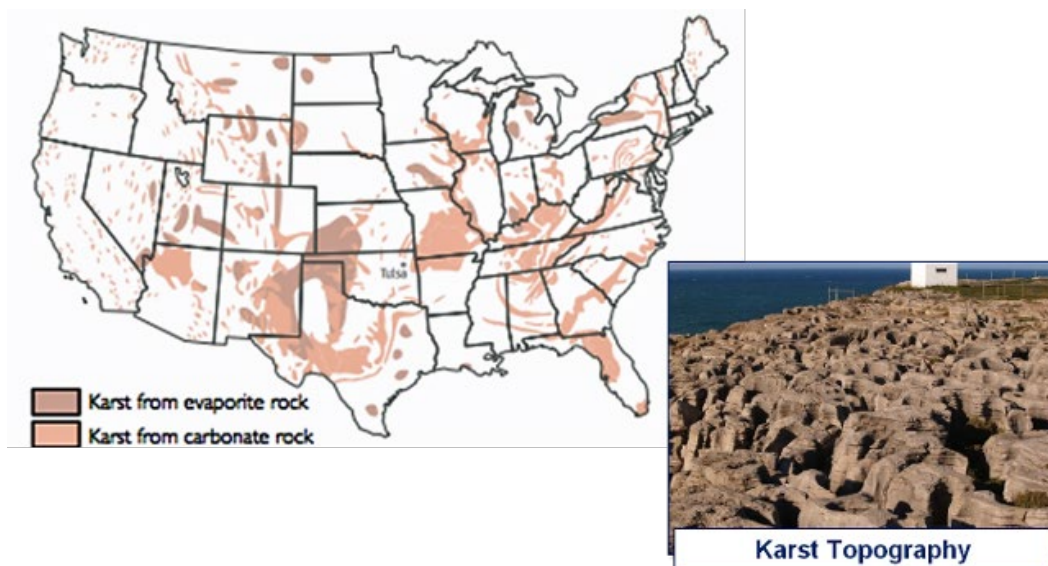 Tulsa
Karst from evaporite rock
Karst from carbonate rock
Karst Topography